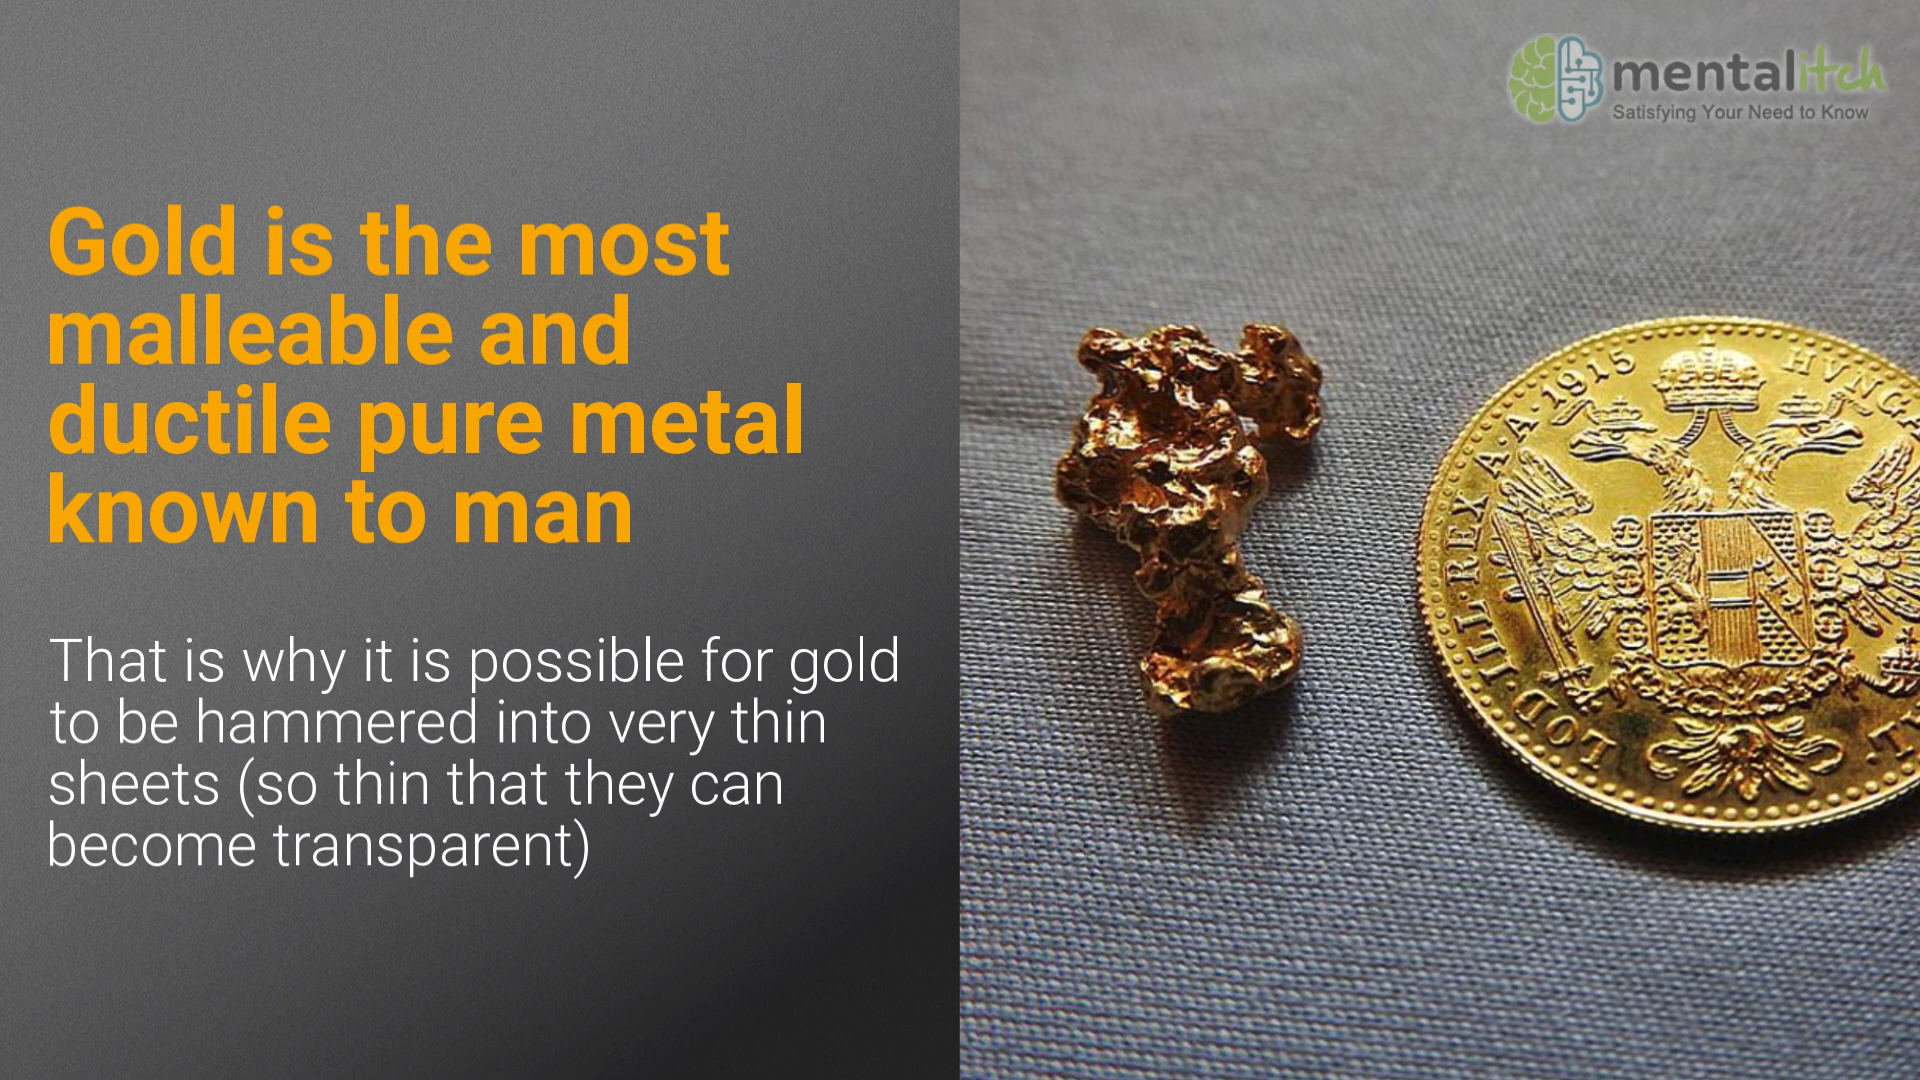 mentalitch
Satisfying Your Need to Know
Gold is the most
malleable and
ductile pure metal
known to man
That is why it is possible for gold
to be hammered into very thin
sheets (so thin that they can
become transparent)
LOD·ILL·REX·A·A·1915 HVNG